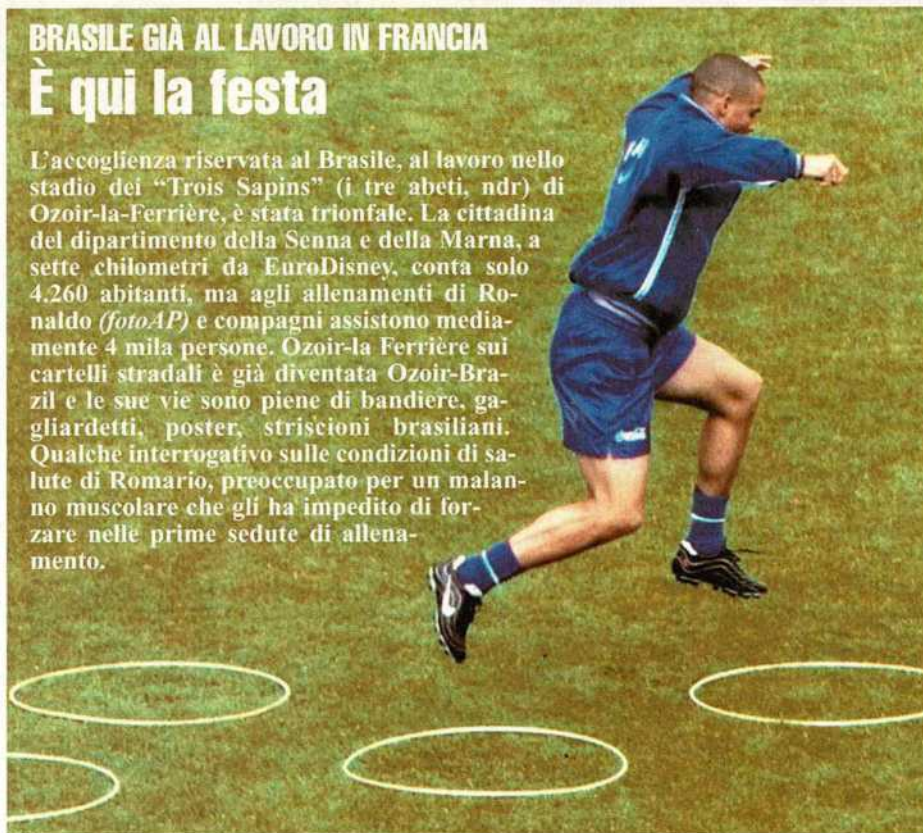 BRASILE GIÀ AL LAVORO IN FRANCIA
È qui la festa
L'accoglienza riservata al Brasile, al lavoro nello
stadio dei “Trois Sapins” (i tre abeti, ndr) di
Ozoir-la-Ferrière, è stata trionfale. La cittadina
del dipartimento della Senna e della Marna, a
sette chilometri da EuroDisney, conta solo
4.260 abitanti, ma agli allenamenti di Ro-
naldo (fotoAP) e compagni assistono media-
mente 4 mila persone. Ozoir-la Ferrière sui
cartelli stradali è già diventata Ozoir-Bra-
zil e le sue vie sono piene di bandiere, ga-
gliardetti, poster, striscioni brasiliani.
Qualche interrogativo sulle condizioni di sa-
lute di Romario, preoccupato per un malan-
no muscolare che gli ha impedito di for-
zare nelle prime sedute di allena-
mento.